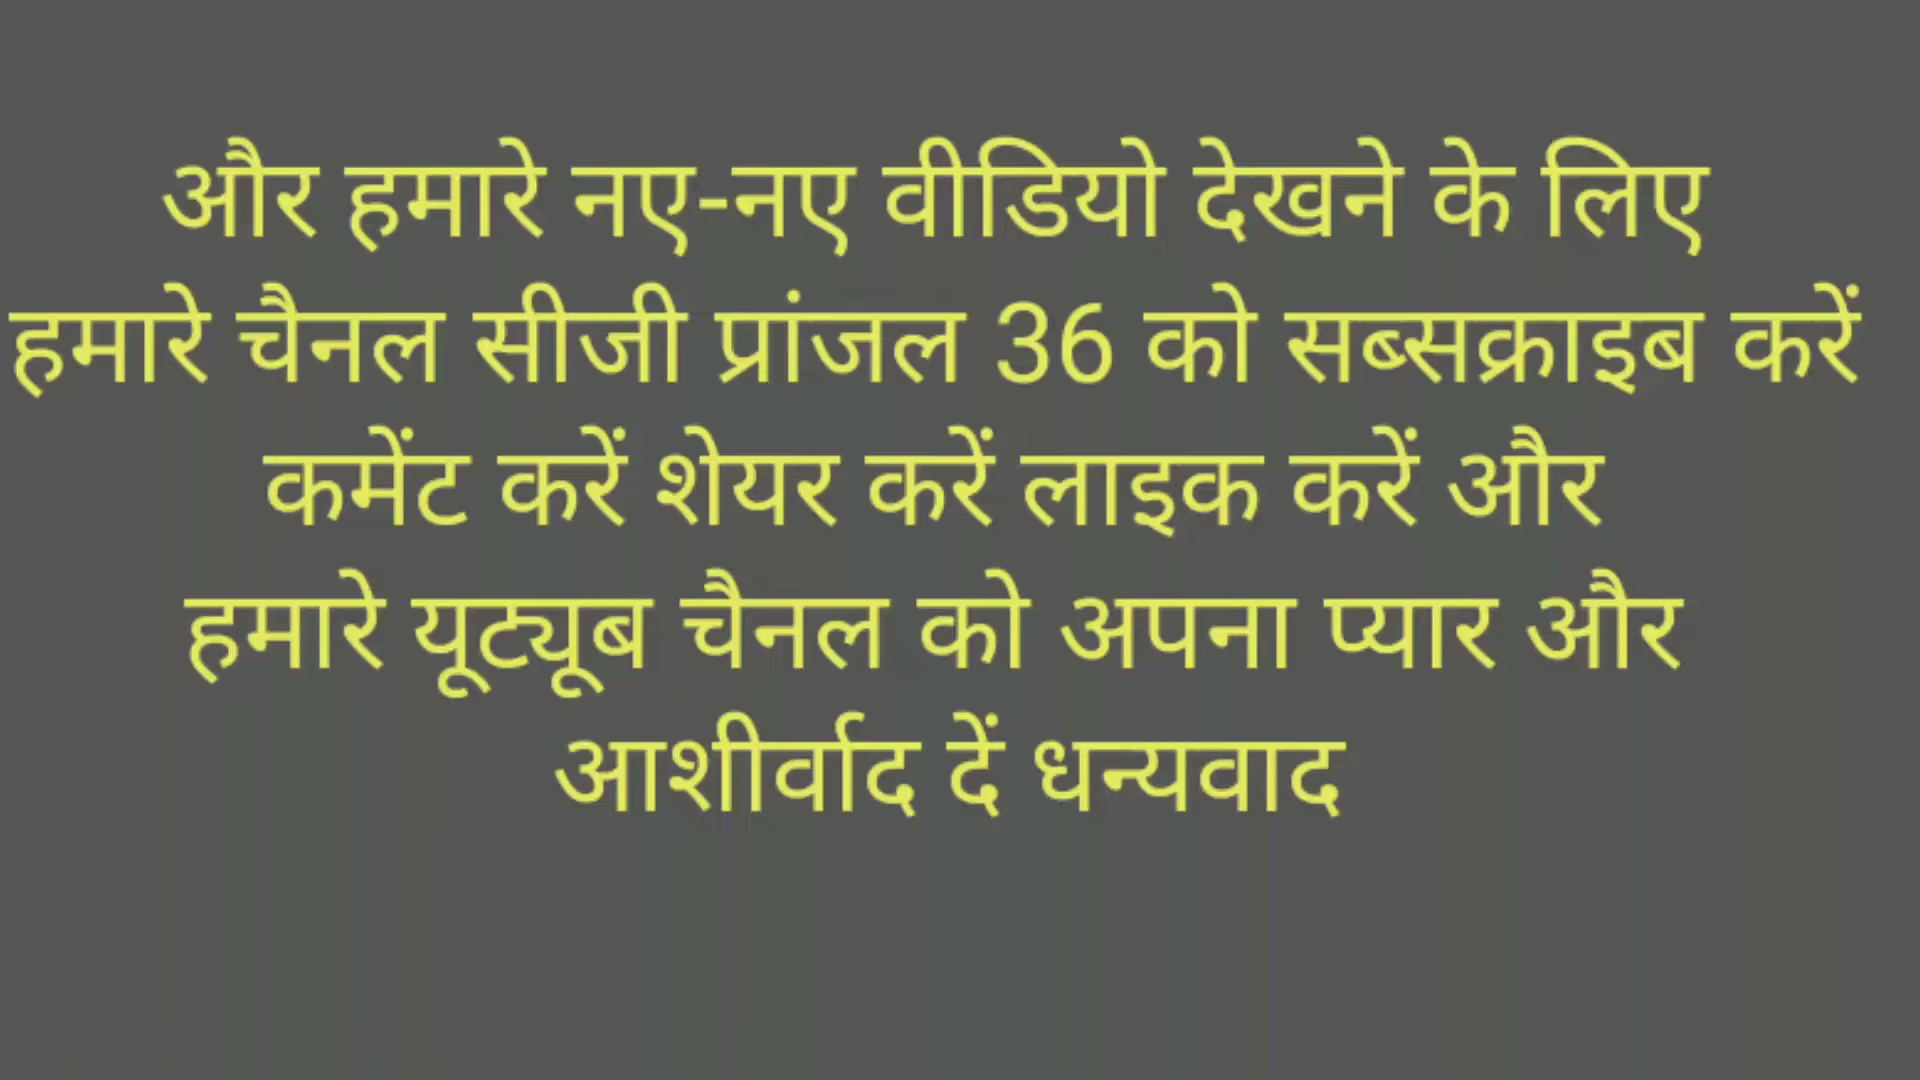 और हमारे नए-नए वीडियो देखने के लिए
हमारे चैनल सीजी प्रांजल 36 को सब्सक्राइब करें
कमेंट करें शेयर करें लाइक करें और
हमारे यूट्यूब चैनल को अपना प्यार और
आशीर्वाद दें धन्यवाद